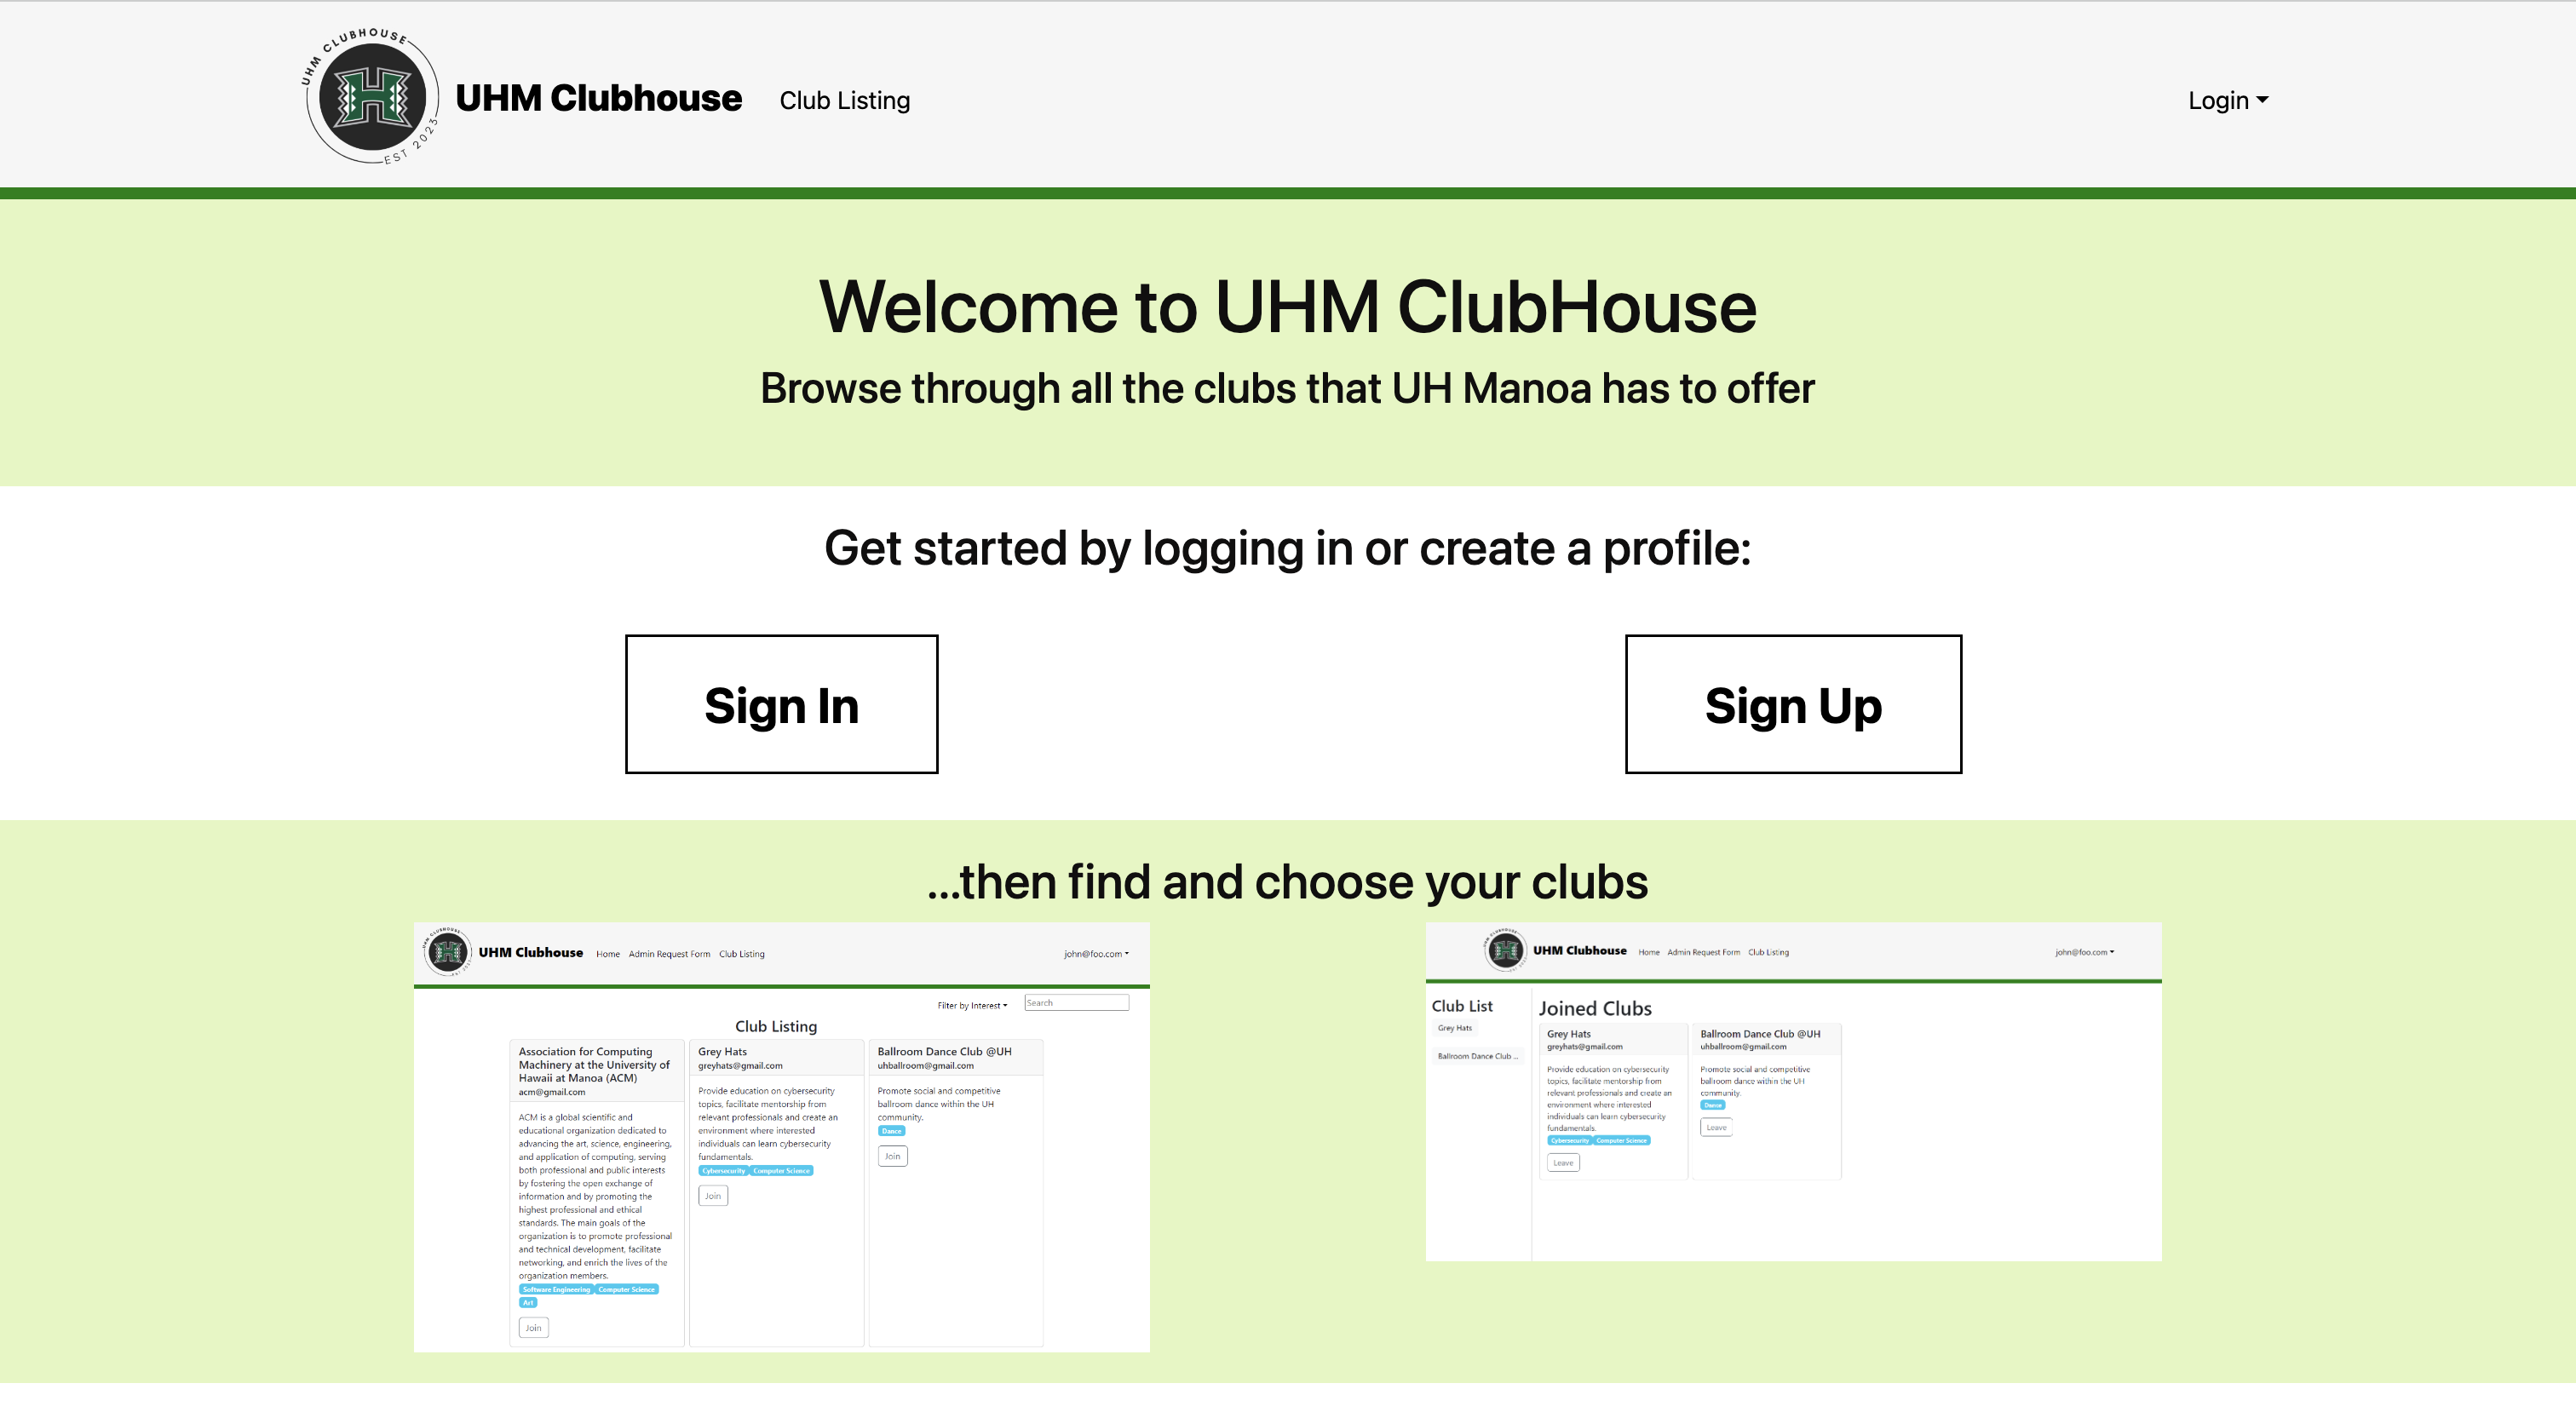 UHM CLUBHOUSE
EST 2023
UHM Clubhouse
Club Listing
Login
Welcome to UHM ClubHouse
Browse through all the clubs that UH Manoa has to offer
Get started by logging in or create a profile:
Sign In
Sign Up
...then find and choose your clubs
UHM CLUBHOUSE
UHM Clubhouse
Home
Admin Request Form
Club Listing
john@foo.com
Filter by Interest
Search
Club Listing
Association for Computing
Machinery at the University of
Hawaii at Manoa (ACM)
acm@gmail.com
ACM is a global scientific and
educational organization dedicated to
advancing the art, science, engineering,
and application of computing, serving
both professional and public interests
by fostering the open exchange of
information and by promoting the
highest professional and ethical
standards. The main goals of the
organization is to promote professional
and technical development, facilitate
networking, and enrich the lives of the
organization members.
Software Engineering
Computer Science
Art
Join
Grey Hats
greyhats@gmail.com
Provide education on cybersecurity
topics, facilitate mentorship from
relevant professionals and create an
environment where interested
individuals can learn cybersecurity
fundamentals.
Cybersecurity
Computer Science
Join
Ballroom Dance Club @UH
uhballroom@gmail.com
Promote social and competitive
ballroom dance within the UH
community.
Dance
Join
UHM Clubhouse
Home
Admin Request Form
Club Listing
john@foo.com
Club List
Grey Hats
Ballroom Dance Club ...
Joined Clubs
Grey Hats
greyhats@gmail.com
Provide education on cybersecurity
topics, facilitate mentorship from
relevant professionals and create an
environment where interested
individuals can learn cybersecurity
fundamentals.
Cybersecurity
Computer Science
Leave
Ballroom Dance Club @UH
uhballroom@gmail.com
Promote social and competitive
ballroom dance within the UH
community.
Dance
Leave